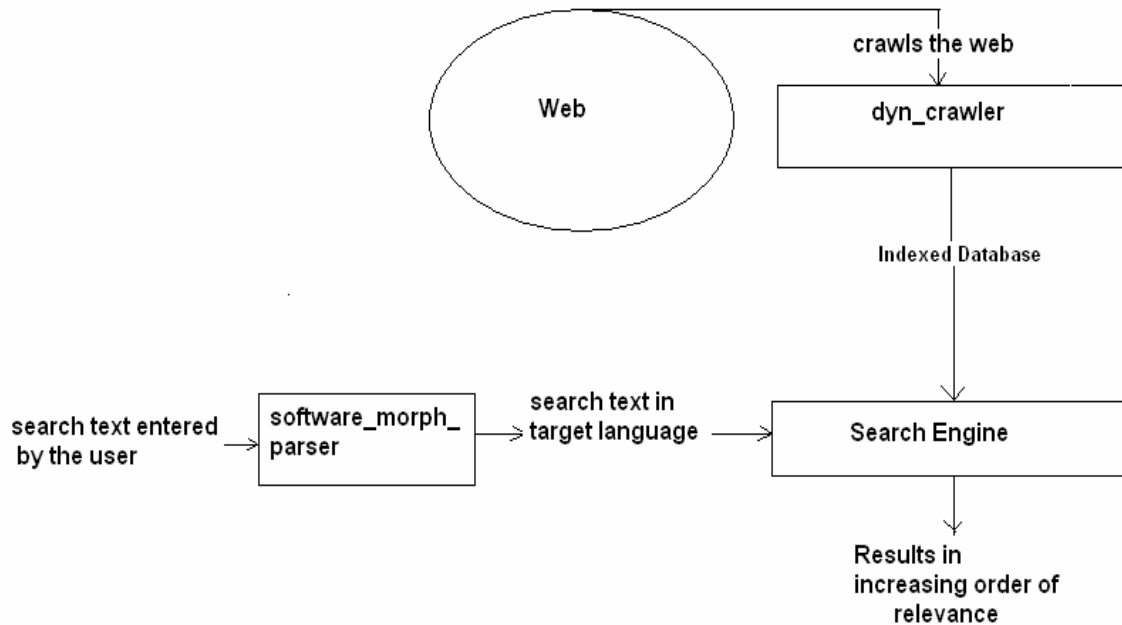 crawls the web
Web
dyn_crawler
Indexed Database
search text entered
by the user
software_morph_
parser
search text in
target language
Search Engine
Results in
increasing order of
relevance